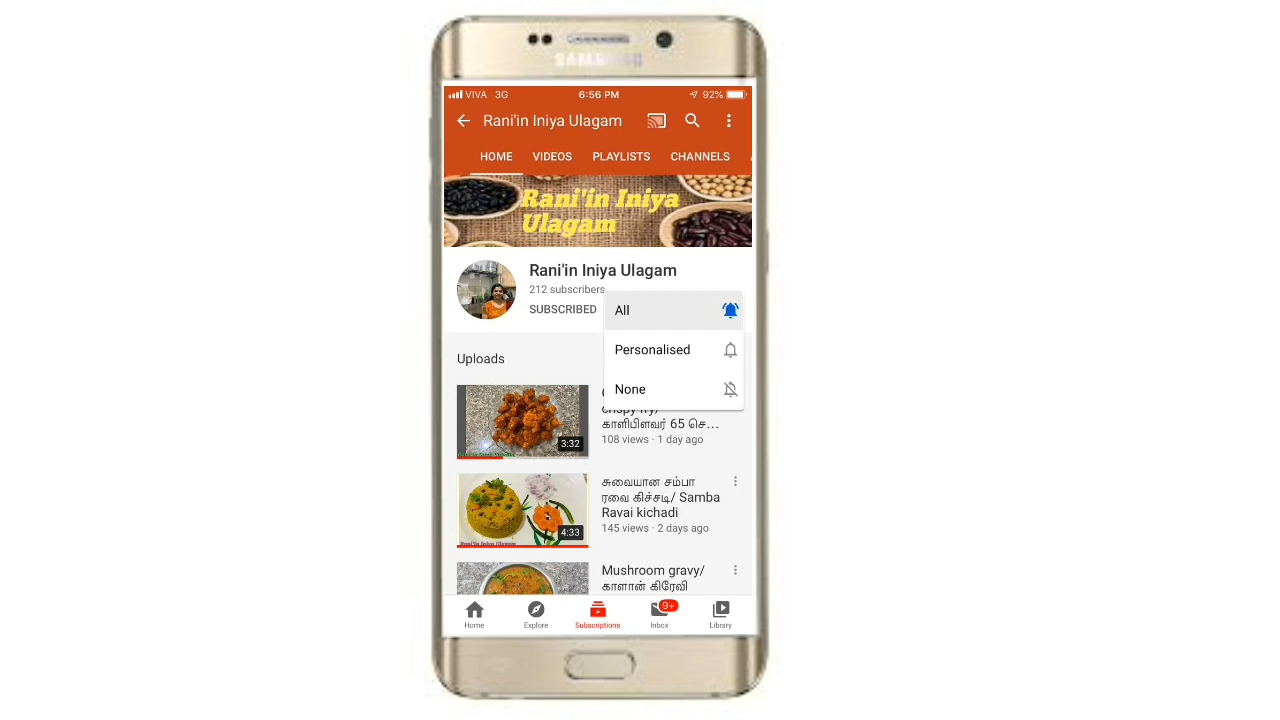 SAMSUNG
VIVA 3G 6:56 PM 92%
Rani'in Iniya Ulagam
HOME VIDEOS PLAYLISTS CHANNELS
Rani'in Iniya
Ulagam
Rani'in Iniya Ulagam
212 subscribers
SUBSCRIBED
All
Personalised
None
Uploads
3:32
crispy fry/
காளிபிளவர் 65 செ...
108 views · 1 day ago
4:33
சுவையான சம்பா
ரவை கிச்சடி/ Samba
Ravai kichadi
145 views · 2 days ago
Mushroom gravy/
காளான் கிரேவி
9+
Home Explore Subscriptions Inbox Library